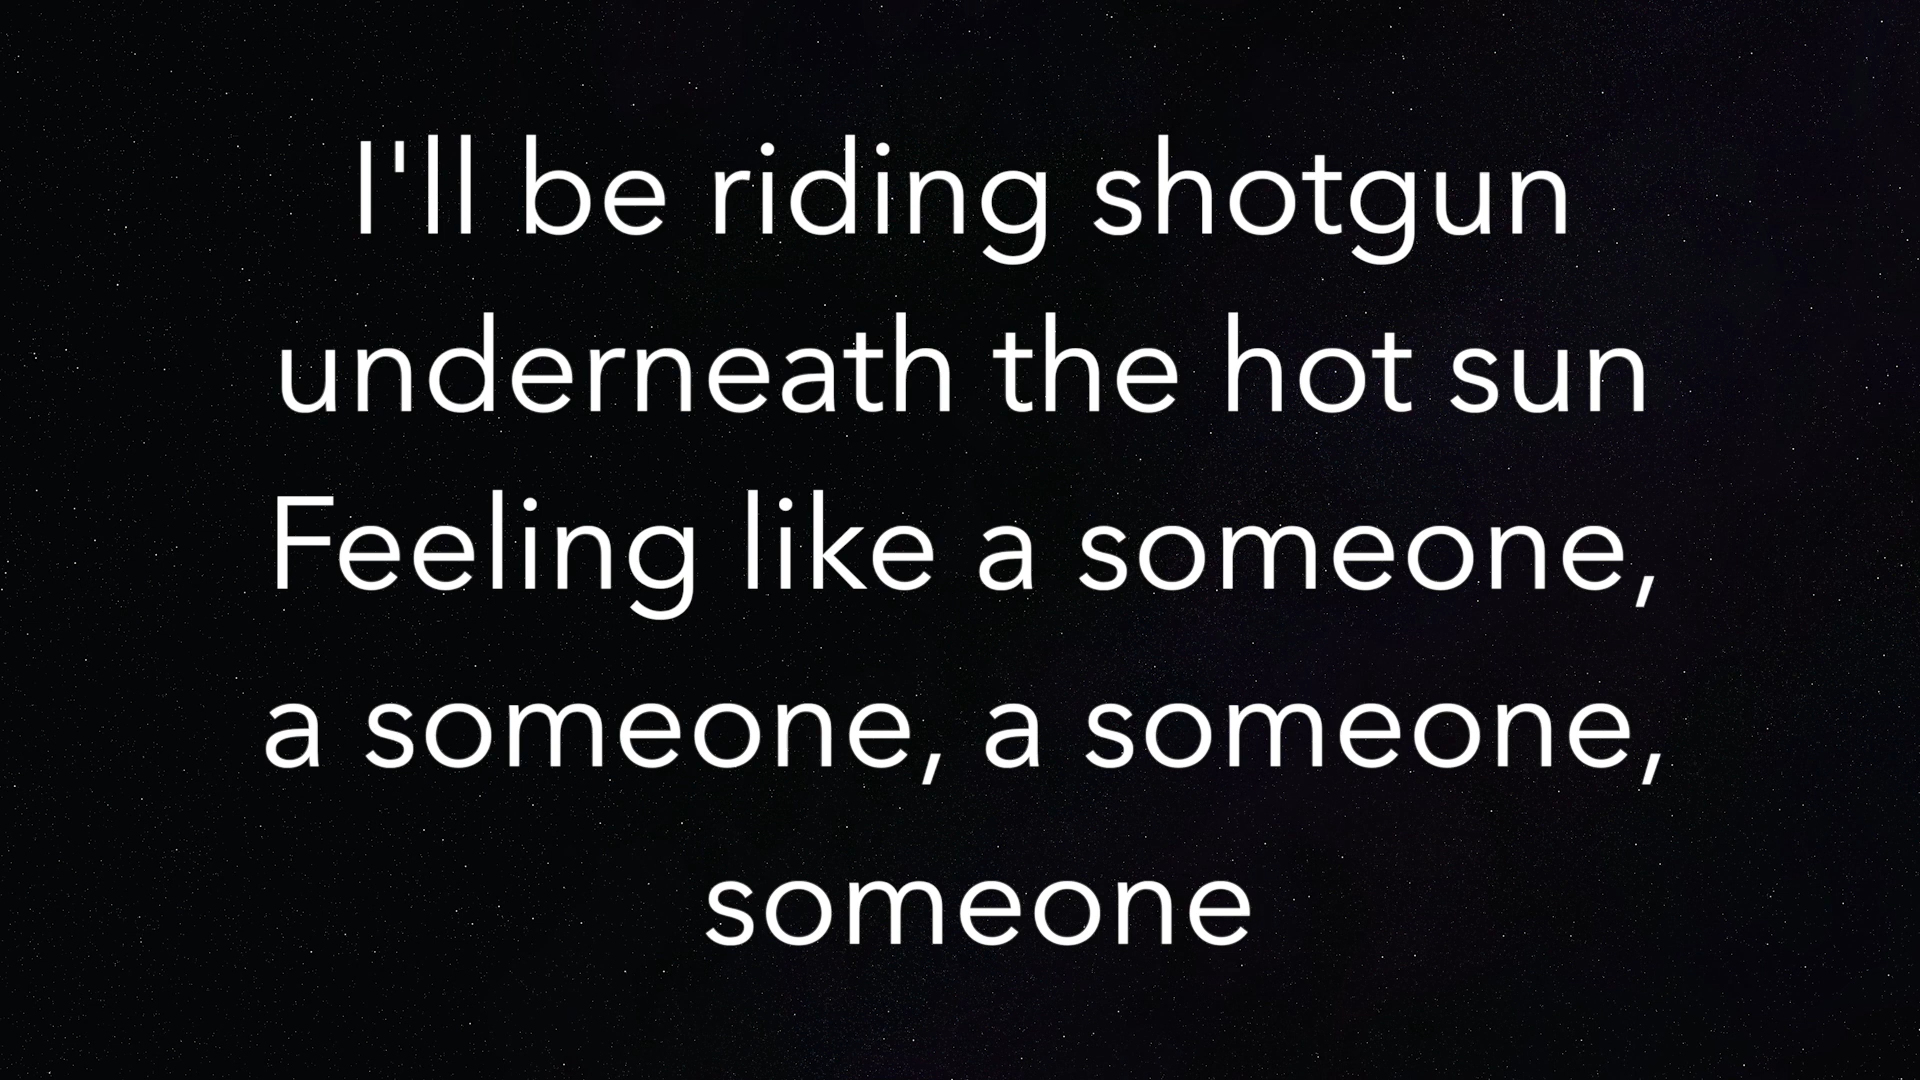 I'll be riding shotgun
underneath the hot sun
Feeling like a someone,
a someone, a someone,
someone